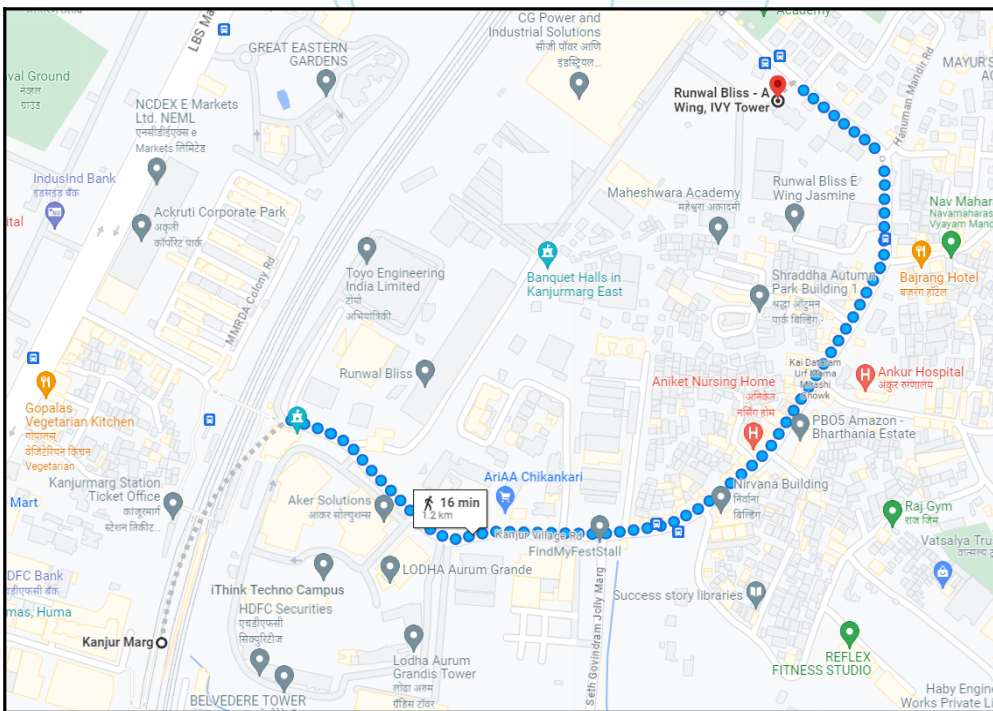 Academy
LBS Ma
CG Power and
Industrial Solutions
सीजी पॉवर आणि
इंडस्ट्रियल...
GREAT EASTERN
GARDENS
val Ground
नेव्हल
ग्राउंड
NCDEX E Markets
Ltd. NEML
एनसीडीईएक्स e
Markets लिमिटेड
Runwal Bliss - A
Wing, IVY Tower
Hanuman Mandir Rd
MAYUR S
AC
IndusInd Bank
इंडसइंड बँक
ital
Ackruti Corporate Park
अकृती
कॉर्पोरेट पार्क
Maheshwara Academy
महेश्वरा अकादमी
Runwal Bliss E
Wing Jasmine
Nav Mahar
Navamaharas
Vyayam Mand
MMRDA Colony Rd
Toyo Engineering
India Limited
टोयो
अभियांत्रिकी...
Banquet Halls in
Kanjurmarg East
Shraddha Autumn
Park Building 1
श्रद्धा ऑटुमन
पार्क बिल्डिंग -
Bajrang Hotel
बजरंग हॉटेल
Runwal Bliss
Kai Dattaram
Urf Mama
Mirashi
Chowk
Aniket Nursing Home
अनिकेत
नर्सिंग होम
Ankur Hospital
अंकुर रुग्णालय
Gopalas
Vegetarian Kitchen
गोपालस्
वेजिटेरियन किचन
Vegetarian
PBO5 Amazon -
Bharthania Estate
Mart
Kanjurmarg Station
Ticket Office
कांजूरमार्ग
स्टेशन तिकीट...
Aker Solutions
आकर सोल्युशन्स
16 min
1.2 km
AriAA Chikankari
Nirvana Building
निर्वाना
बिल्डिंग
Raj Gym
राज जिम
Kanjur Village Rd
FindMyFestStall
Vatsalya Tru
LODHA Aurum Grande
iThink Techno Campus
DFC Bank
mas, Huma
HDFC Securities
एचडीएफसी
सिक्युरिटीज
Success story libraries
Kanjur Marg
Seth Govindram Jolly Marg
REFLEX
FITNESS STUDIO
Lodha Aurum
Grandis Tower
लोढा अरुम
ग्रँडिस टॉवर
BELVEDERE TOWER
Haby Engine
Works Private Li